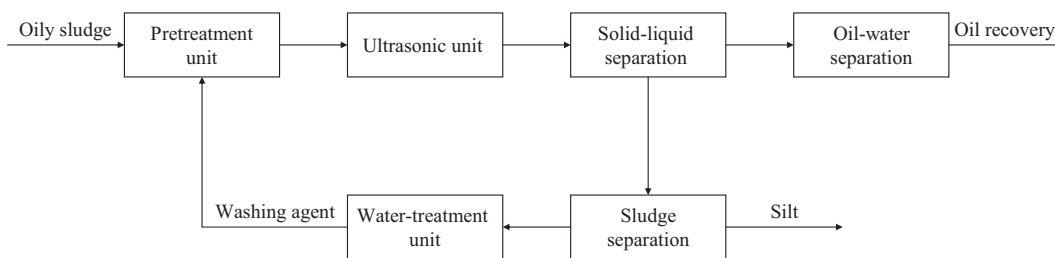 Oily sludge
Pretreatment
unit
Ultrasonic unit
Solid-liquid
separation
Oil-water
separation
Oil recovery
Washing agent
Water-treatment
unit
Sludge
separation
Silt